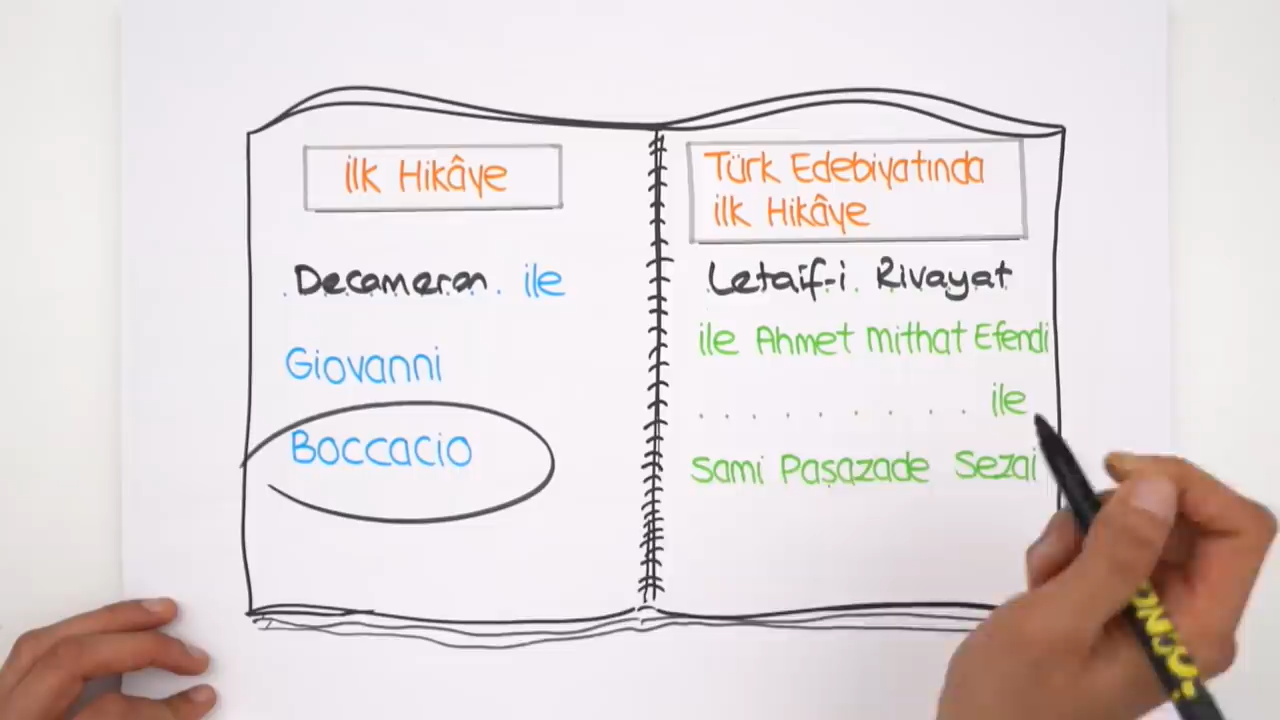 İlk Hikâye
Decameron ile
Giovanni
Boccacio
Türk Edebiyatında
İlk Hikâye
Letaif-i Rivayat
ile Ahmet Mithat Efendi
. . . . . . . . . . ile
Sami Paşazade Sezai